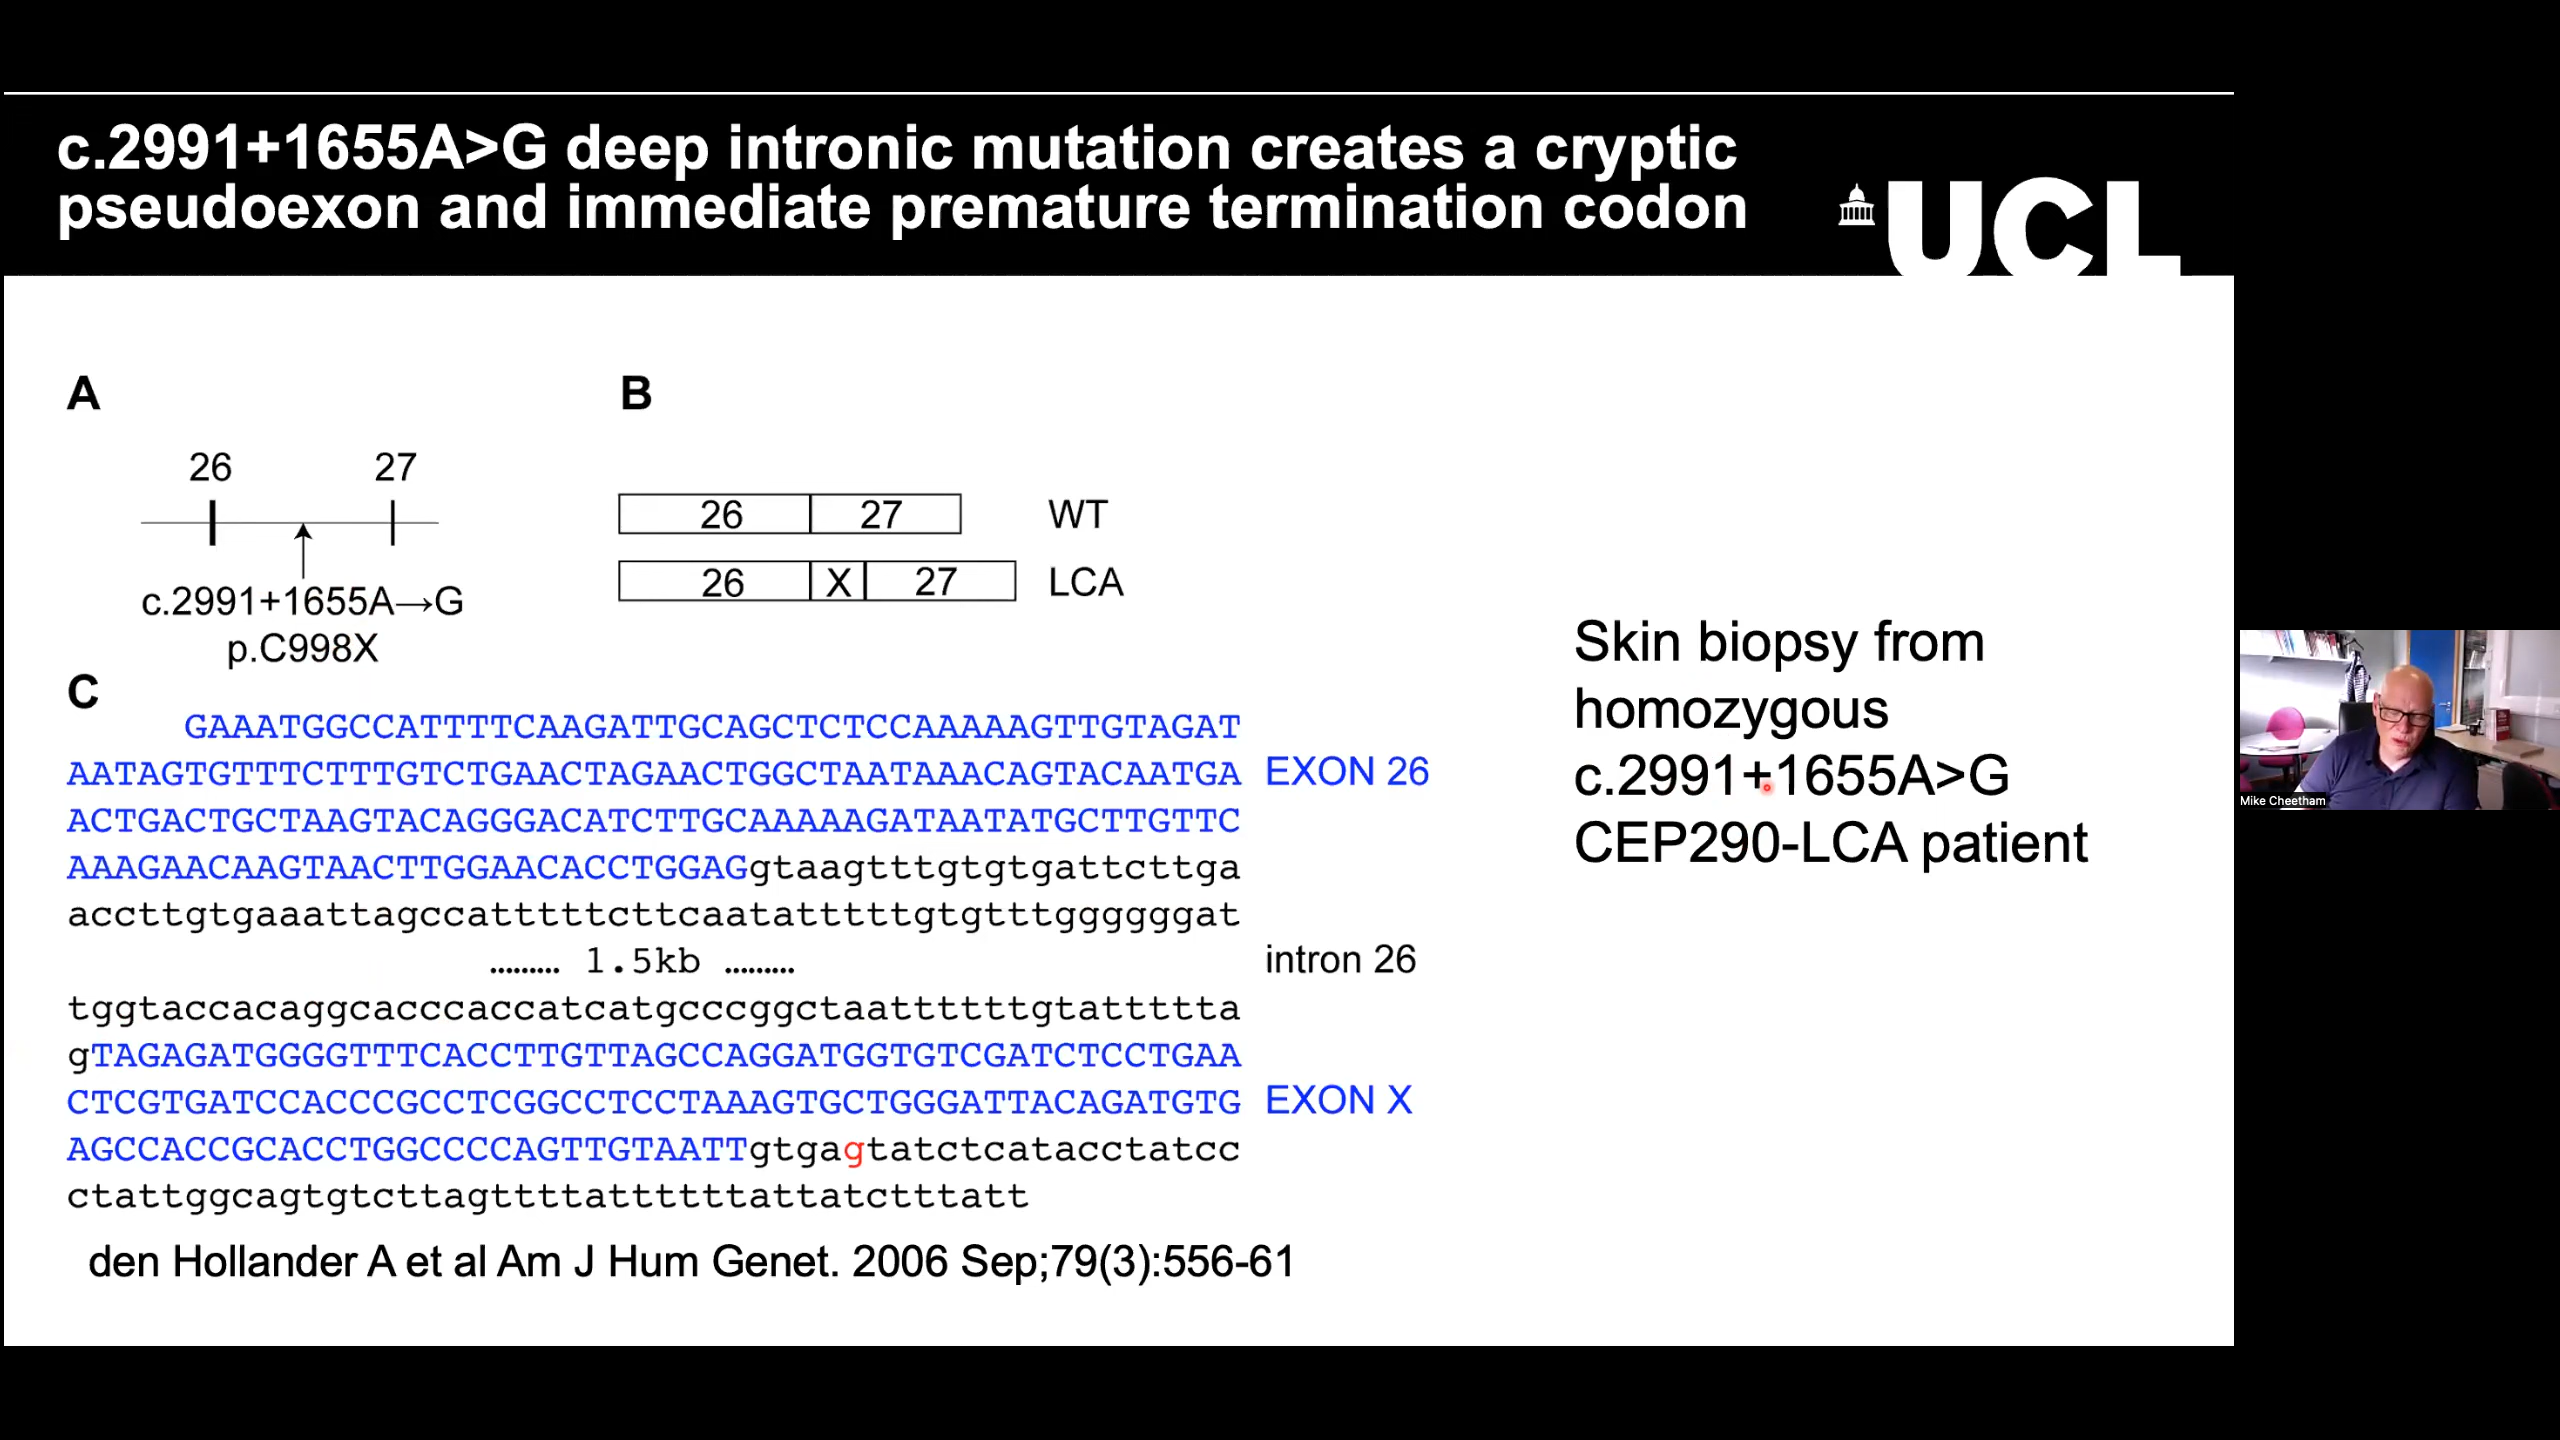 c.2991+1655A>G deep intronic mutation creates a cryptic
pseudoexon and immediate premature termination codon
UCL
A
B
26
27
c.2991+1655A→G
p.C998X
26 27 WT
26 X 27 LCA
C
GAAATGGCCATTTTCAAGATTGCAGCTCTCCAAAAAGTTGTAGAT
AATAGTGTTTCTTTGTCTGAACTAGAACTGGCTAATAAACAGTACAATGA EXON 26
ACTGACTGCTAAGTACAGGGACATCTTGCAAAAAGATAATATGCTTGTTC
AAAGAACAAGTAACTTGGAACACCTGGAGgtaagtttgtgtgattcttga
accttgtgaaattagccatttttcttcaatatttttgtgtttggggggat
......... 1.5kb ......... intron 26
tggtaccacaggcacccaccatcatgcccggctaattttttgtattttta
gTAGAGATGGGGTTTCACCTTGTTAGCCAGGATGGTGTCGATCTCCTGAA
CTCGTGATCCACCCGCCTCGGCCTCCTAAAGTGCTGGGATTACAGATGTG EXON X
AGCCACCGCACCTGGCCCCAGTTGTAATTgtgagtatctcatacctatcc
ctattggcagtgtcttagttttattttttattatctttatt
den Hollander A et al Am J Hum Genet. 2006 Sep;79(3):556-61
Skin biopsy from
homozygous
c.2991+1655A>G
CEP290-LCA patient
Mike Cheetham